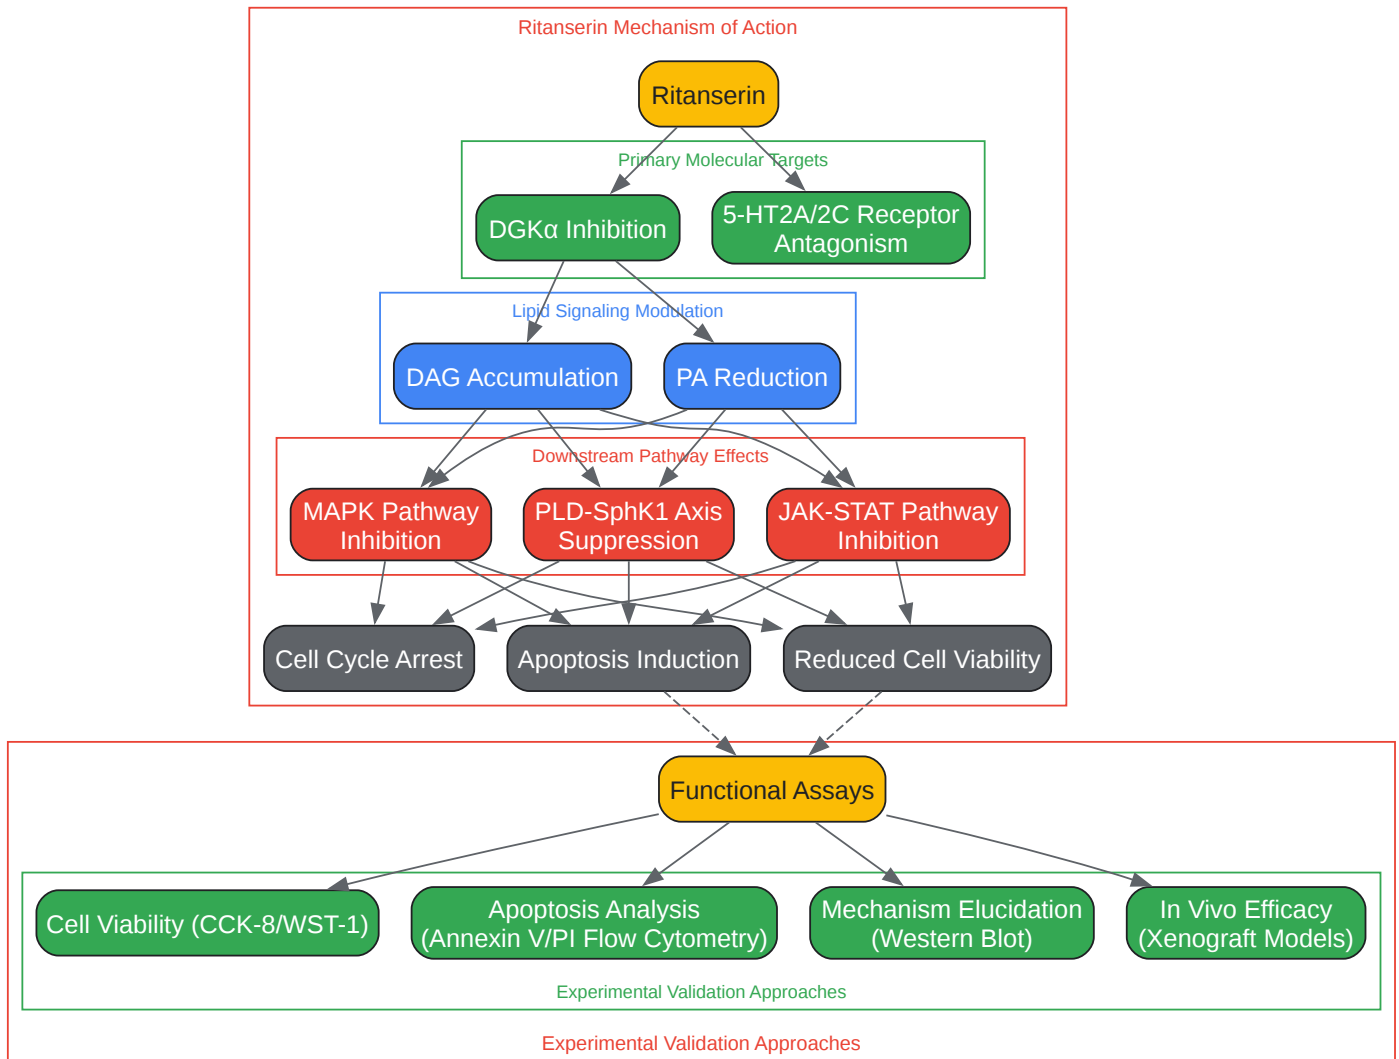 Ritanserin Mechanism of Action
Ritanserin
Primary Molecular Targets
DGKα Inhibition
5-HT2A/2C Receptor
Antagonism
Lipid Signaling Modulation
DAG Accumulation
PA Reduction
Downstream Pathway Effects
MAPK Pathway
Inhibition
PLD-SphK1 Axis
Suppression
JAK-STAT Pathway
Inhibition
Cell Cycle Arrest
Apoptosis Induction
Reduced Cell Viability
Functional Assays
Cell Viability (CCK-8/WST-1)
Apoptosis Analysis
(Annexin V/PI Flow Cytometry)
Mechanism Elucidation
(Western Blot)
In Vivo Efficacy
(Xenograft Models)
Experimental Validation Approaches
Experimental Validation Approaches